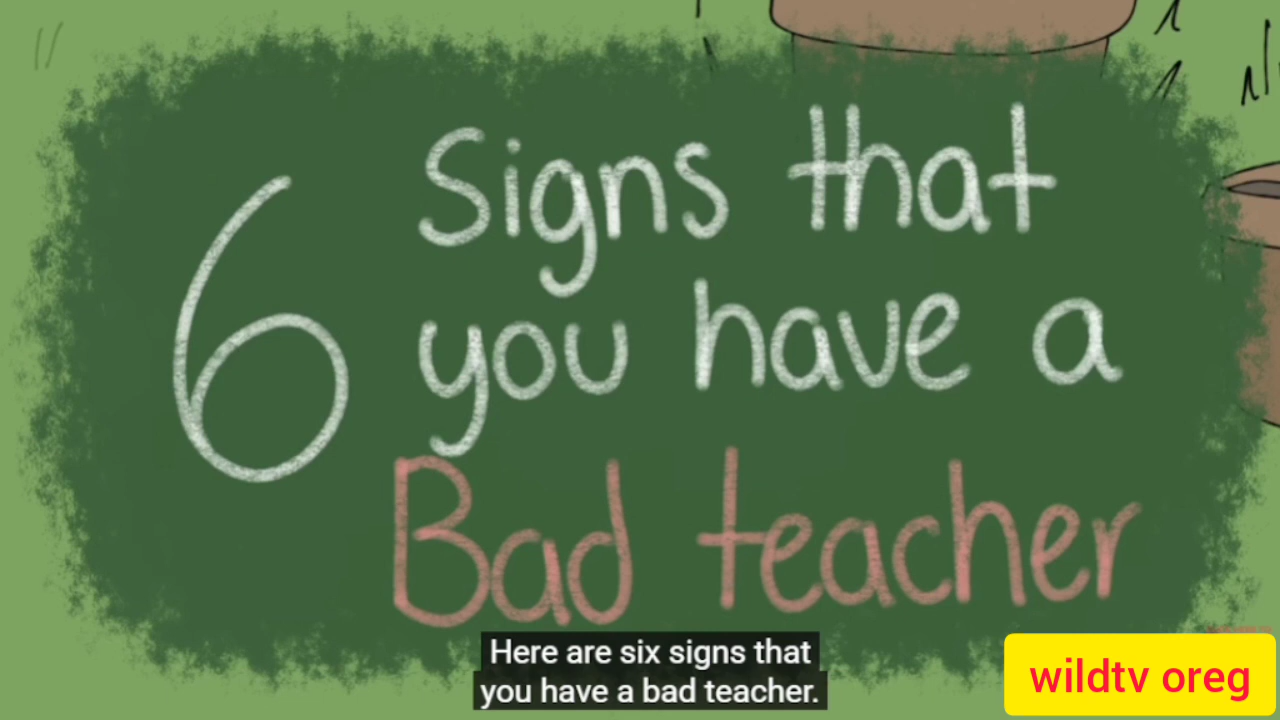 6
Signs that
you have a
Bad teacher
Here are six signs that
you have a bad teacher.
wildtv oreg